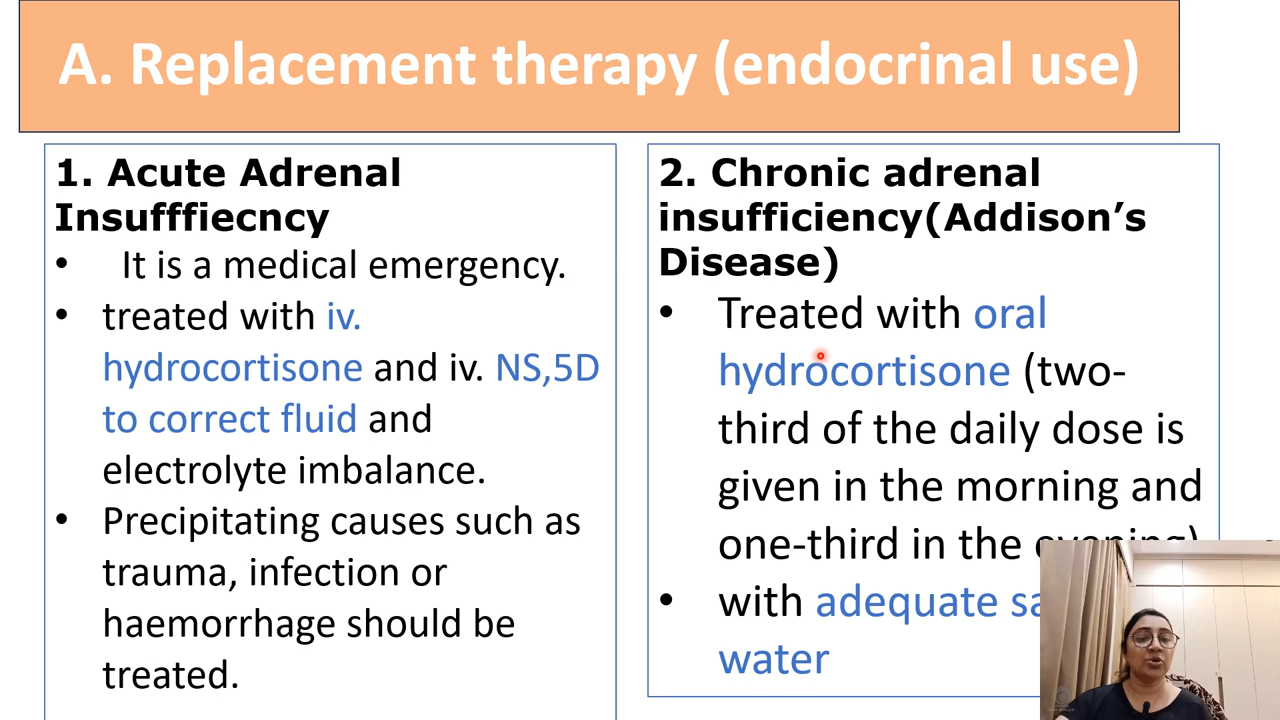 A. Replacement therapy (endocrinal use)
1. Acute Adrenal
Insufffiecncy
• It is a medical emergency.
• treated with iv.
hydrocortisone and iv. NS,5D
to correct fluid and
electrolyte imbalance.
• Precipitating causes such as
trauma, infection or
haemorrhage should be
treated.
2. Chronic adrenal
insufficiency(Addison’s
Disease)
• Treated with oral
hydrocortisone (two-
third of the daily dose is
given in the morning and
one-third in the evening)
• with adequate
water